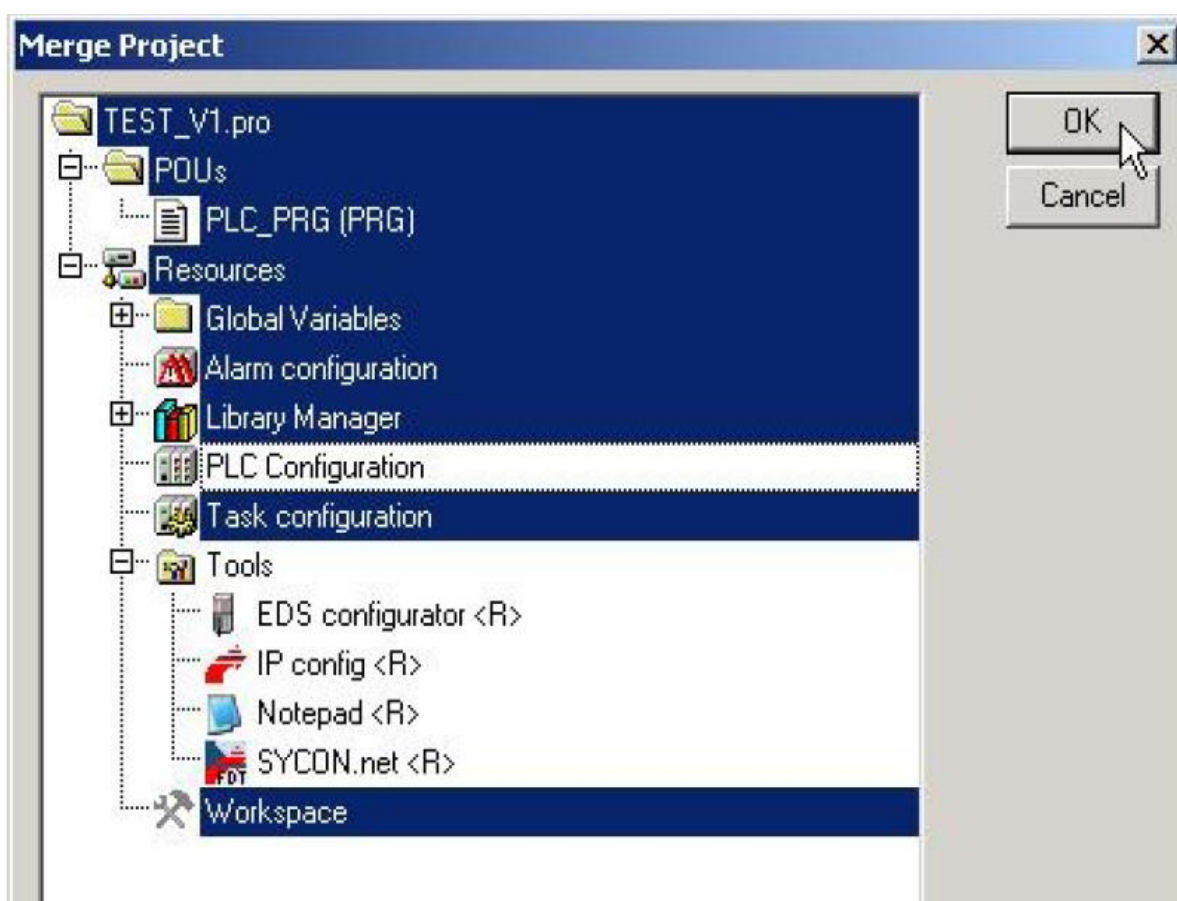 Merge Project
TEST_V1.pro
OK
POUs
Cancel
PLC_PRG (PRG)
Resources
Global Variables
Alarm configuration
Library Manager
PLC Configuration
Task configuration
Tools
EDS configurator <R>
IP config <R>
Notepad <R>
SYCON.net <R>
FDT
Workspace